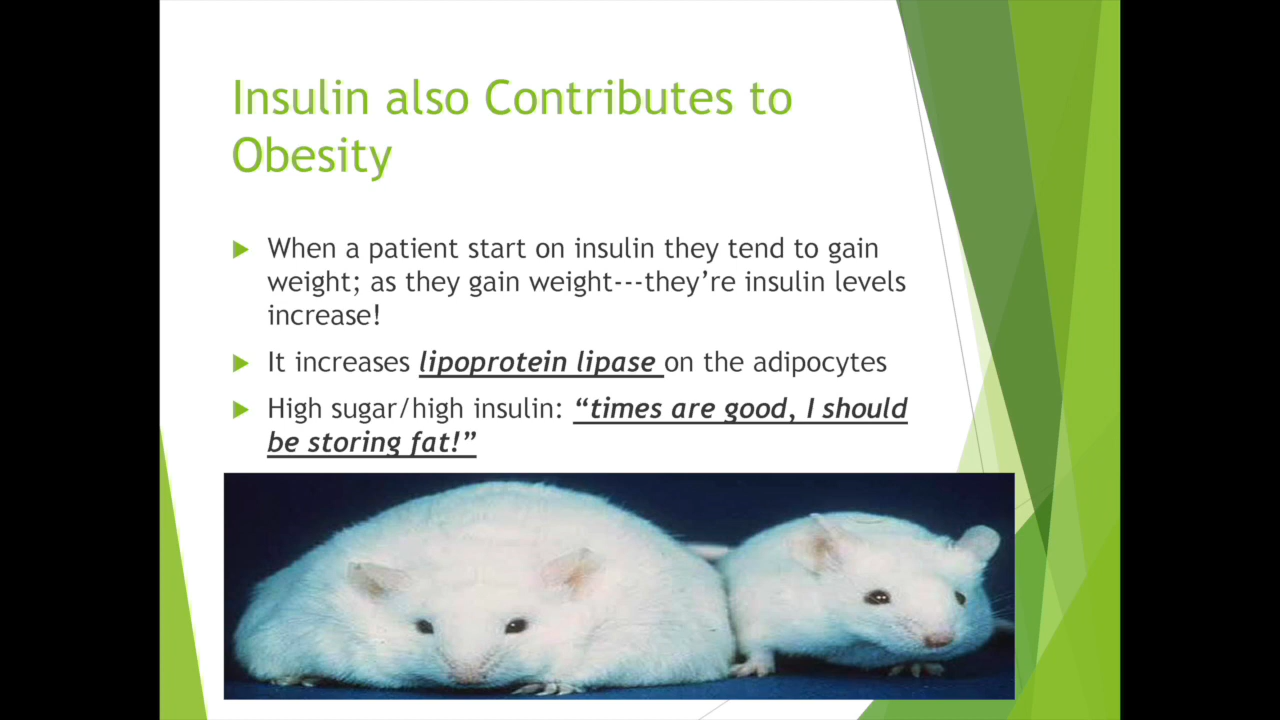 Insulin also Contributes to
Obesity
When a patient start on insulin they tend to gain
weight; as they gain weight---they’re insulin levels
increase!
It increases lipoprotein lipase on the adipocytes
High sugar/high insulin: “times are good, I should
be storing fat!”